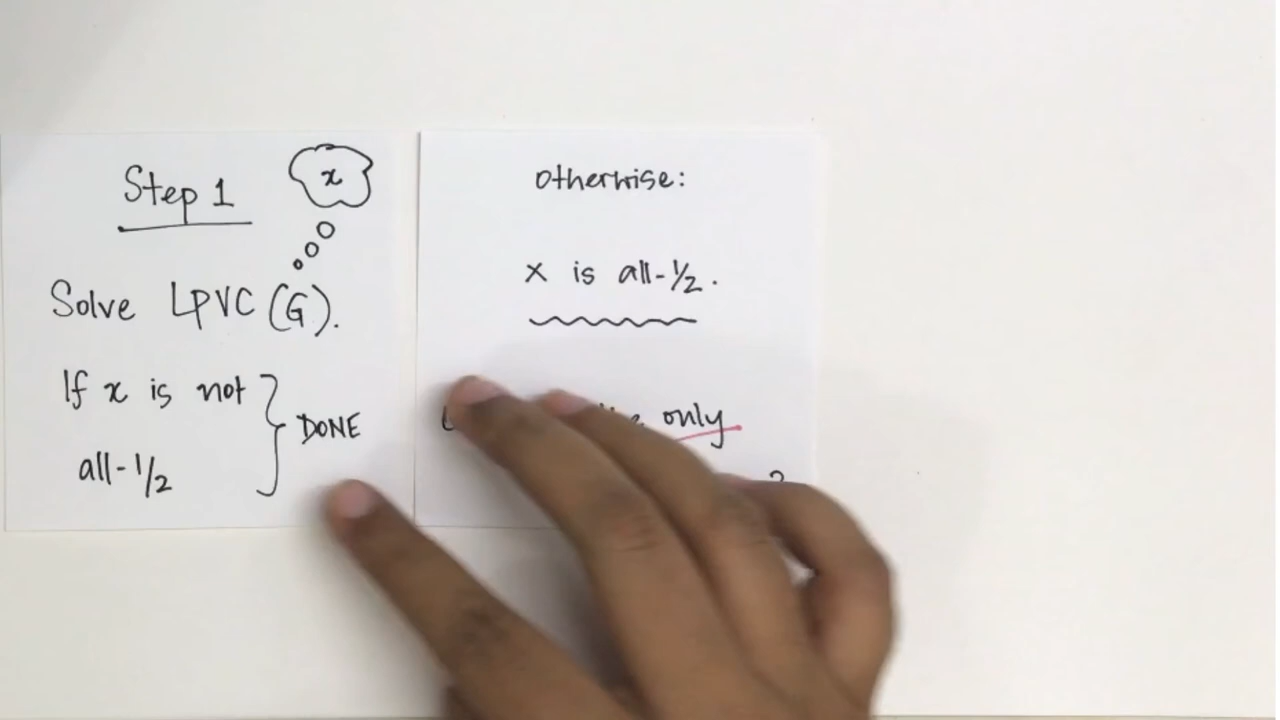 Step 1
x
Solve LPVC (G).
If x is not
all-1/2
DONE
otherwise:
x is all-1/2.
only
?